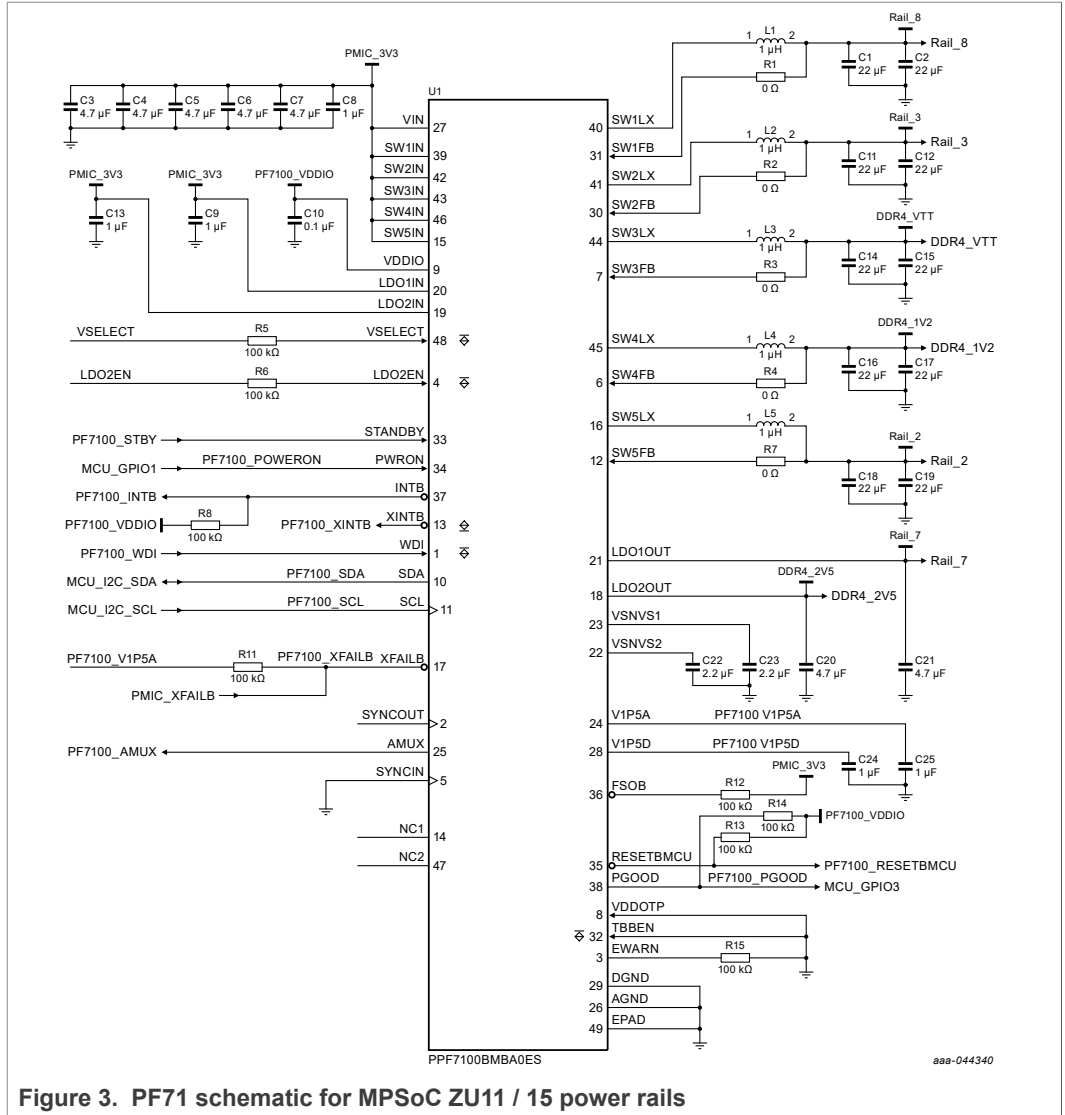 PMIC_3V3
C3
4.7 µF
C4
4.7 µF
C5
4.7 µF
C6
4.7 µF
C7
4.7 µF
C8
1 µF
PMIC_3V3
PMIC_3V3
PF7100_VDDIO
C13
1 µF
C9
1 µF
C10
0.1 µF
U1
VIN
27
SW1IN
39
SW2IN
42
SW3IN
43
SW4IN
46
SW5IN
15
VDDIO
9
LDO1IN
20
LDO2IN
19
VSELECT
R5
100 kΩ
VSELECT
48
LDO2EN
R6
100 kΩ
LDO2EN
4
PF7100_STBY
STANDBY
33
MCU_GPIO1
PF7100_POWERON
PWRON
34
PF7100_INTB
INTB
37
PF7100_VDDIO
R8
100 kΩ
PF7100_XINTB
XINTB
13
PF7100_WDI
WDI
1
MCU_I2C_SDA
PF7100_SDA
SDA
10
MCU_I2C_SCL
PF7100_SCL
SCL
11
PF7100_V1P5A
R11
100 kΩ
PF7100_XFAILB
XFAILB
17
PMIC_XFAILB
SYNCOUT
2
PF7100_AMUX
AMUX
25
SYNCIN
5
NC1
14
NC2
47
40
SW1LX
1
L1
2
1 µH
R1
0 Ω
31
SW1FB
C1
22 µF
C2
22 µF
Rail_8
Rail_8
41
SW2LX
1
L2
2
1 µH
R2
0 Ω
30
SW2FB
C11
22 µF
C12
22 µF
Rail_3
Rail_3
44
SW3LX
1
L3
2
1 µH
R3
0 Ω
7
SW3FB
C14
22 µF
C15
22 µF
DDR4_VTT
DDR4_VTT
45
SW4LX
1
L4
2
1 µH
R4
0 Ω
6
SW4FB
C16
22 µF
C17
22 µF
DDR4_1V2
DDR4_1V2
16
SW5LX
1
L5
2
1 µH
R7
0 Ω
12
SW5FB
C18
22 µF
C19
22 µF
Rail_2
Rail_2
21
LDO1OUT
Rail_7
Rail_7
18
LDO2OUT
DDR4_2V5
DDR4_2V5
23
VSNVS1
22
VSNVS2
C22
2.2 µF
C23
2.2 µF
C20
4.7 µF
C21
4.7 µF
24
V1P5A
PF7100 V1P5A
28
V1P5D
PF7100 V1P5D
C24
1 µF
C25
1 µF
36
FSOB
R12
100 kΩ
PMIC_3V3
R14
100 kΩ
PF7100_VDDIO
R13
100 kΩ
35
RESETBMCU
PF7100_RESETBMCU
38
PGOOD
PF7100_PGOOD
MCU_GPIO3
8
VDDOTP
32
TBBEN
3
EWARN
R15
100 kΩ
29
DGND
26
AGND
49
EPAD
PPF7100BMBA0ES
aaa-044340
Figure 3. PF71 schematic for MPSoC ZU11 / 15 power rails